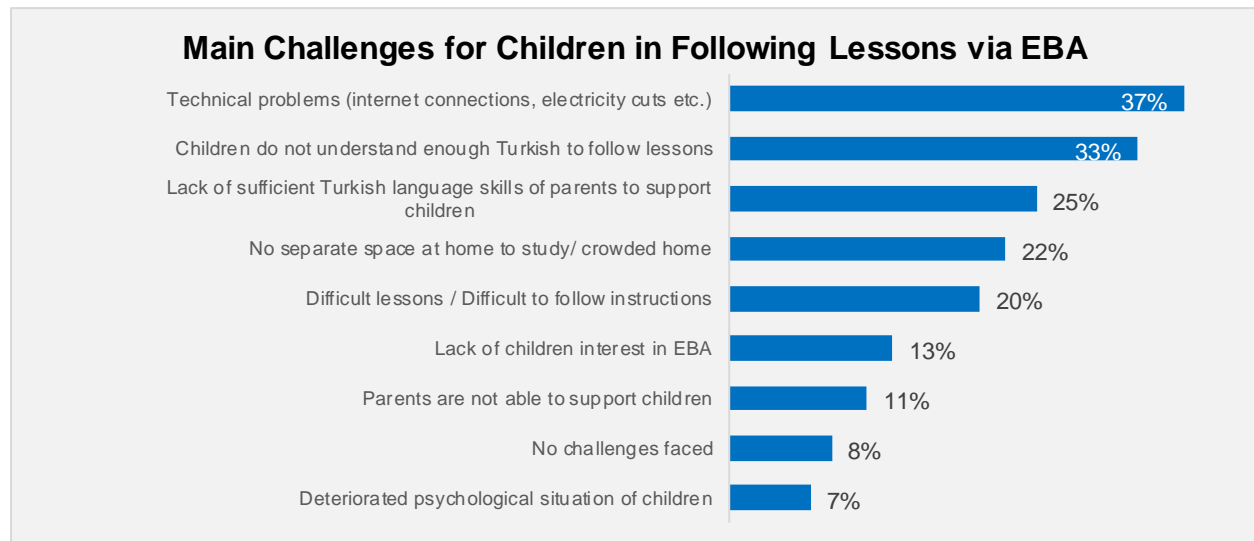 Main Challenges for Children in Following Lessons via EBA
Technical problems (internet connections, electricity cuts etc.)
37%
Children do not understand enough Turkish to follow lessons
33%
Lack of sufficient Turkish language skills of parents to support
children
25%
No separate space at home to study/ crowded home
22%
Difficult lessons / Difficult to follow instructions
20%
Lack of children interest in EBA
13%
Parents are not able to support children
11%
No challenges faced
8%
Deteriorated psychological situation of children
7%